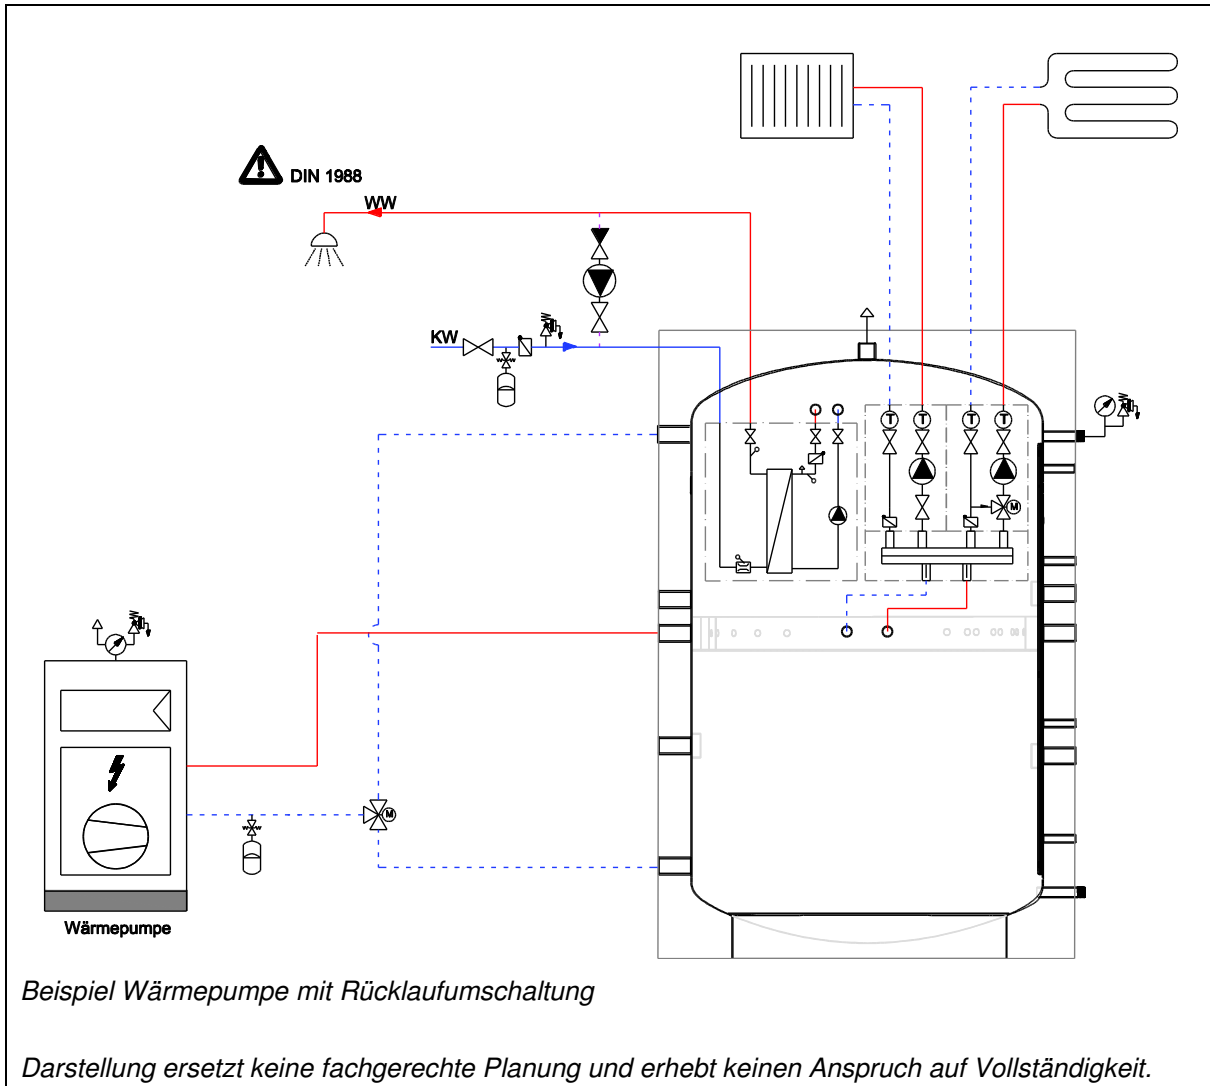 DIN 1988
WW
KW
T T T T
M
M
Wärmepumpe
Beispiel Wärmepumpe mit Rücklaufumschaltung
Darstellung ersetzt keine fachgerechte Planung und erhebt keinen Anspruch auf Vollständigkeit.